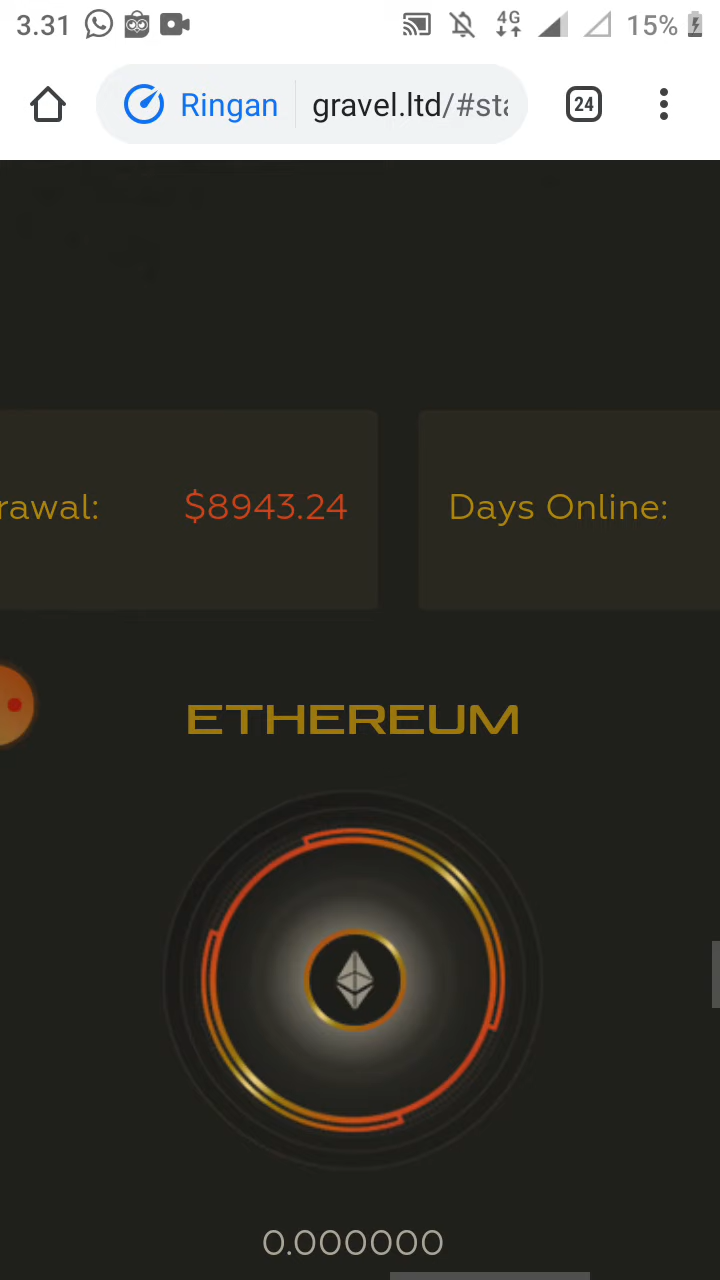 3.31 4G 15%
Ringan gravel.ltd/#sta
24
rawal: $8943.24 Days Online:
ETHEREUM
0.000000